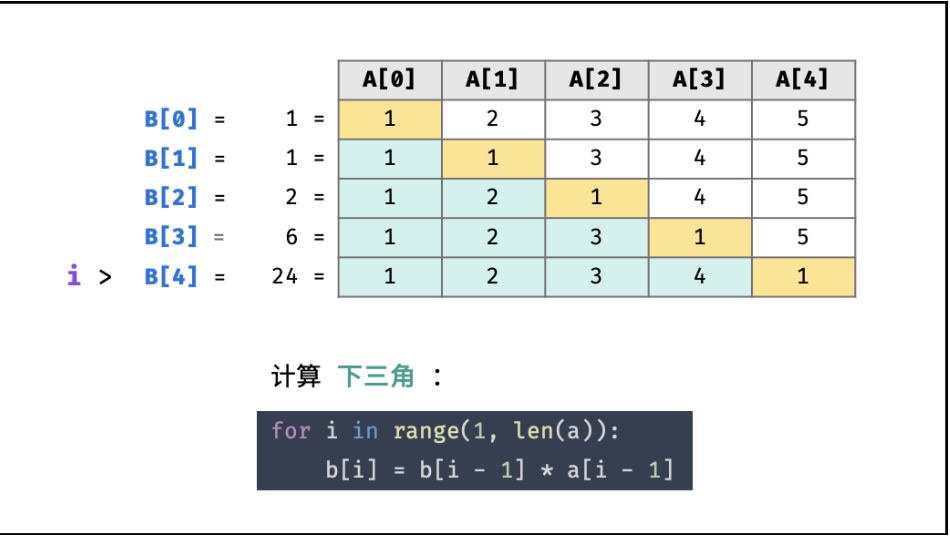 A[0] A[1] A[2] A[3] A[4]
B[0] = 1 = 1 2 3 4 5
B[1] = 1 = 1 1 3 4 5
B[2] = 2 = 1 2 1 4 5
B[3] = 6 = 1 2 3 1 5
i > B[4] = 24 = 1 2 3 4 1
计算 下三角 ：
for i in range(1, len(a)):
b[i] = b[i - 1] * a[i - 1]